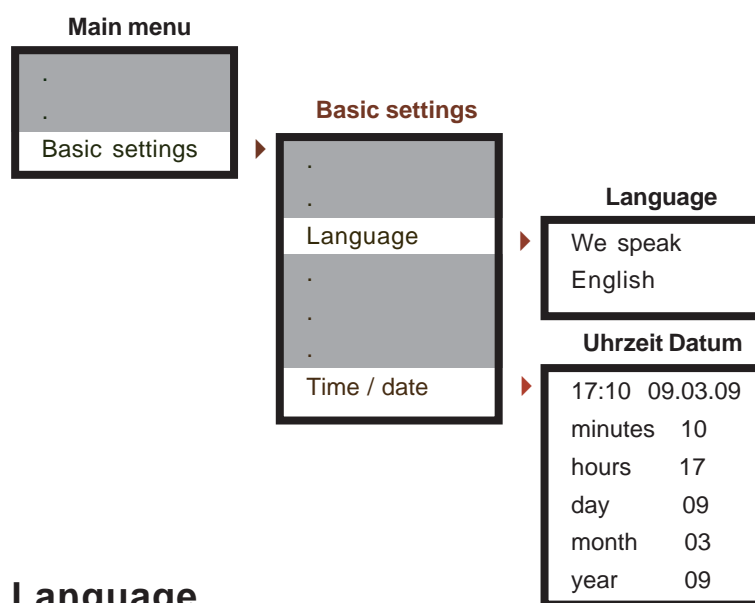 Main menu
.
.
Basic settings
Basic settings
.
.
Language
.
.
.
Time / date
Language
We speak
English
Uhrzeit Datum
17:10 09.03.09
minutes 10
hours 17
day 09
month 03
year 09
Language